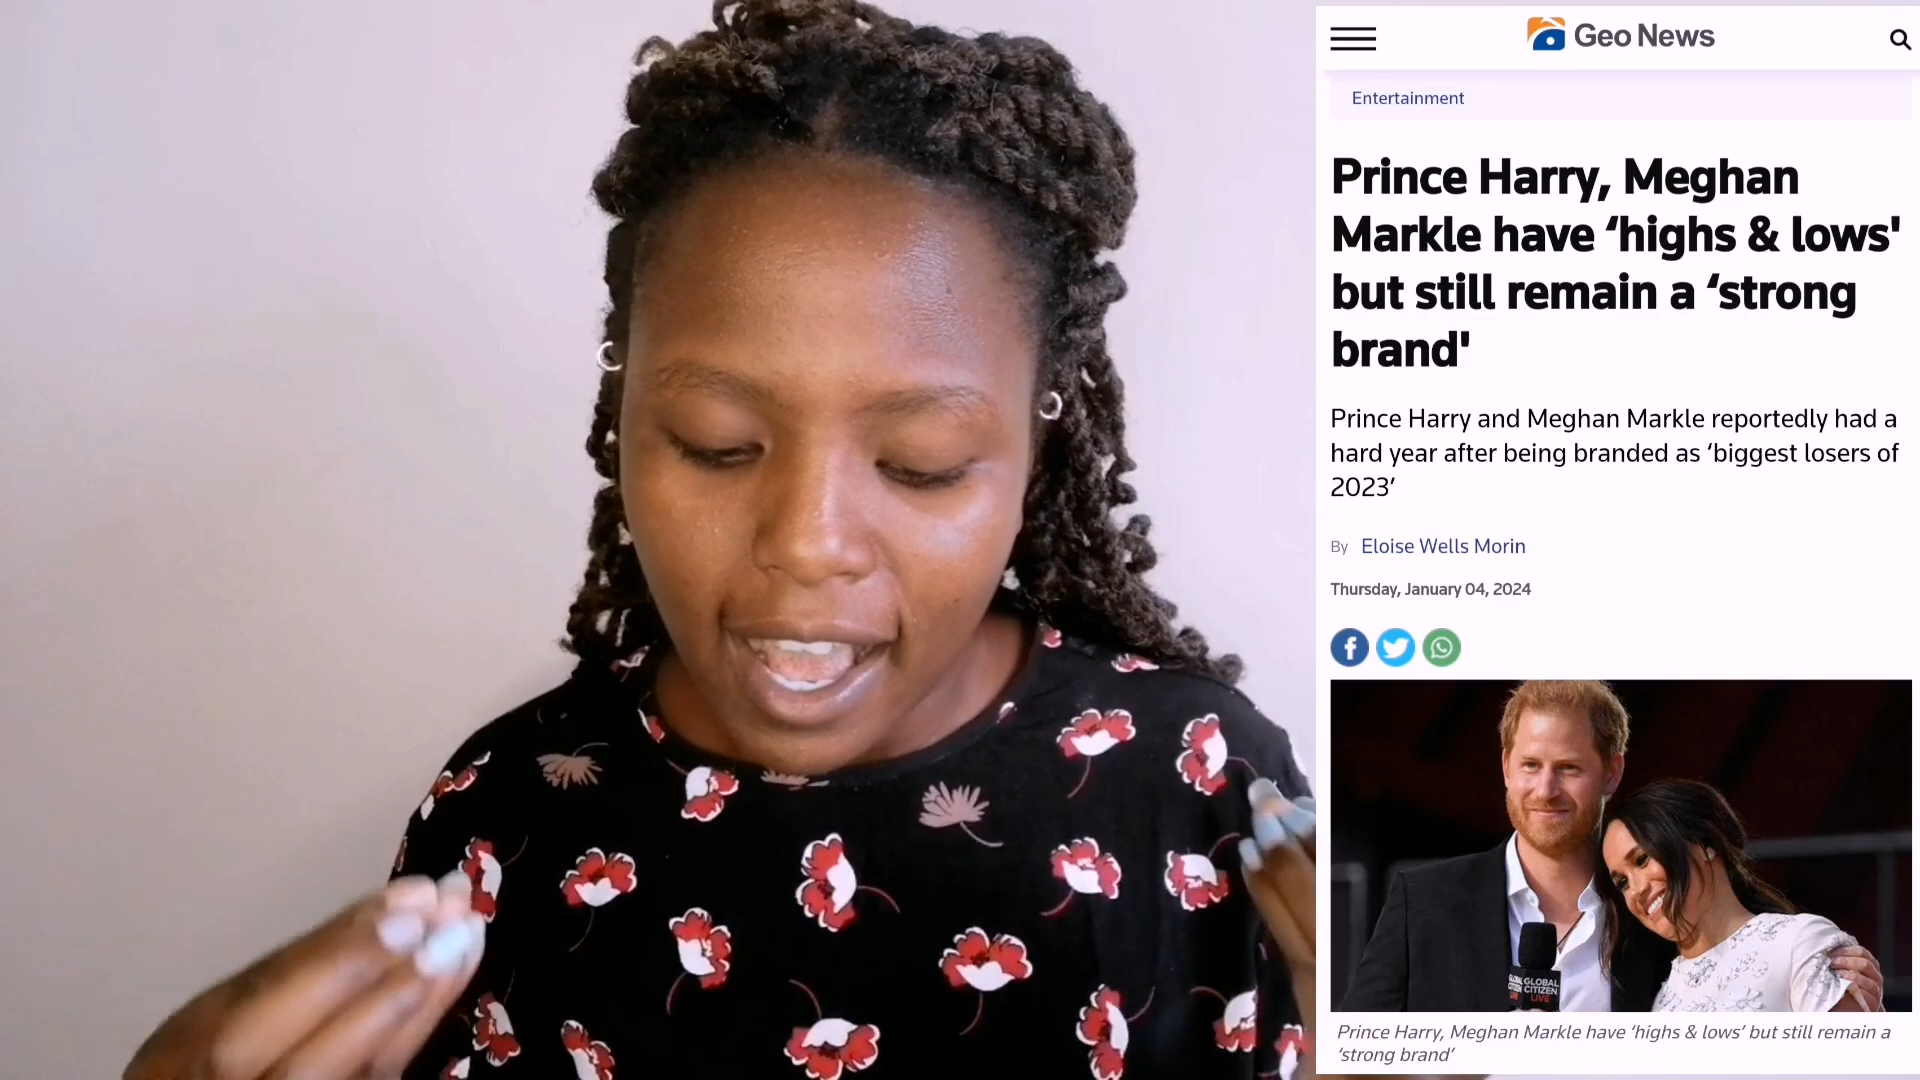 Geo News
Entertainment
Prince Harry, Meghan
Markle have ‘highs & lows'
but still remain a ‘strong
brand'
Prince Harry and Meghan Markle reportedly had a
hard year after being branded as ‘biggest losers of
2023’
By Eloise Wells Morin
Thursday, January 04, 2024
GLOBAL
CITIZEN
LIVE
Prince Harry, Meghan Markle have ‘highs & lows’ but still remain a
‘strong brand’